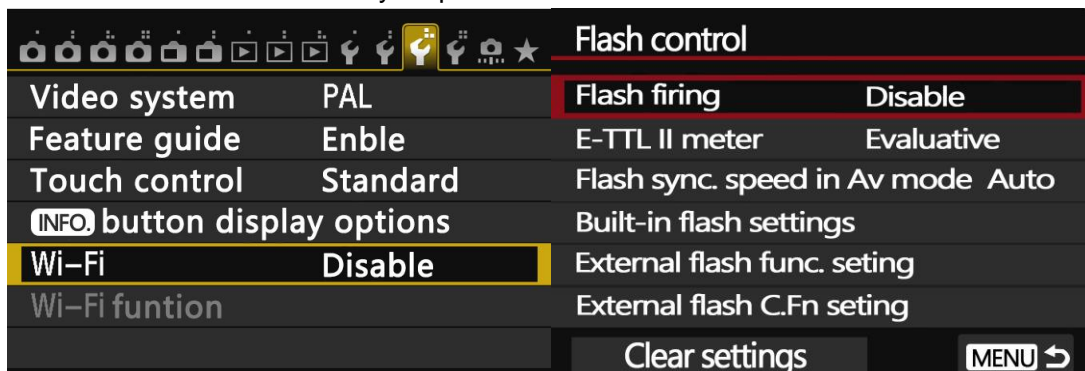 Video system PAL
Feature guide Enble
Touch control Standard
INFO. button display options
Wi-Fi Disable
Wi-Fi funtion
Flash control
Flash firing Disable
E-TTL II meter Evaluative
Flash sync. speed in Av mode Auto
Built-in flash settings
External flash func. seting
External flash C.Fn seting
Clear settings
MENU